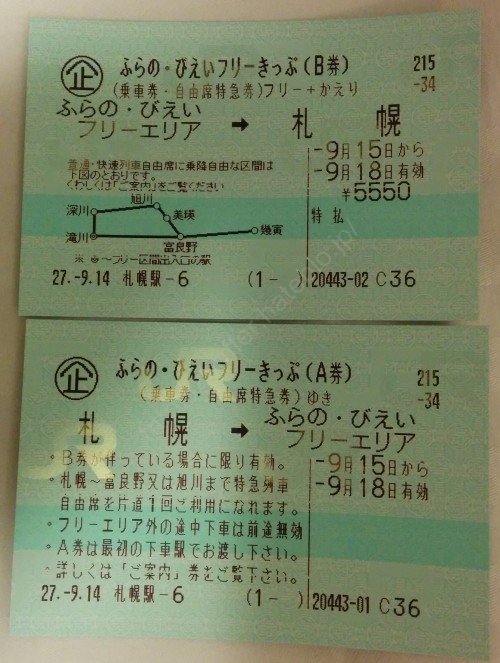 企
ふらの・びえいフリーきっぷ（B券）
215
-34
（乗車券・自由席特急券）フリー＋かえり
ふらの・びえい
フリーエリア
→
札　幌
-9月15日から
-9月18日有効
￥5550
特払
普通・快速列車自由席に乗降自由な区間は
下図のとおりです。
くわしくは「ご案内」をご覧ください
旭川
深川
美瑛
滝川
富良野
幾寅
※ ◎～フリー区間出入口の駅
27.-9.14 札幌駅-6
(1- )
20443-02 C36
企
ふらの・びえいフリーきっぷ（A券）
215
-34
（乗車券・自由席特急券）ゆき
札　幌
→
ふらの・びえい
フリーエリア
-9月15日から
-9月18日有効
・B券が伴っている場合に限り有効。
・札幌～富良野又は旭川まで特急列車
自由席を片道1回ご利用になれます。
・フリーエリア外の途中下車は前途無効
・A券は最初の下車駅でお渡し下さい。
・詳しくは「ご案内」券をご覧下さい。
27.-9.14 札幌駅-6
(1- )
20443-01 C36